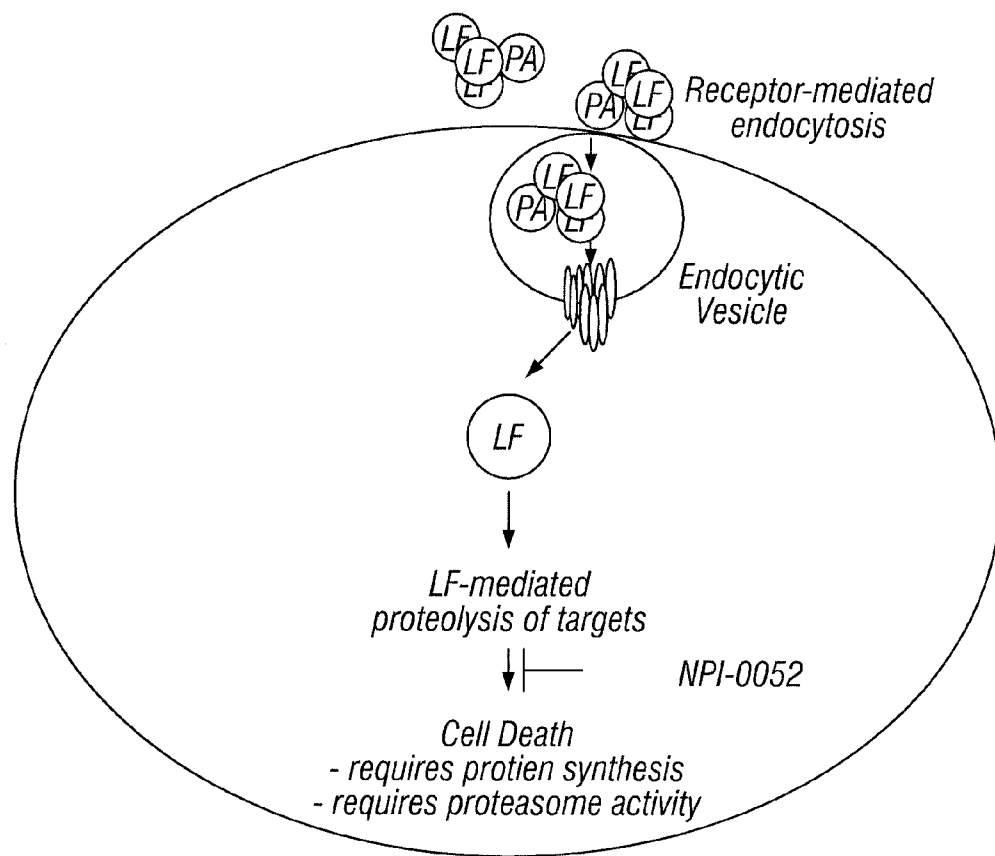 LF
LF PA
LF
LF
PA LF
LF
Receptor-mediated
endocytosis
LF
PA LF
LF
Endocytic
Vesicle
LF
LF-mediated
proteolysis of targets
NPI-0052
Cell Death
- requires protien synthesis
- requires proteasome activity